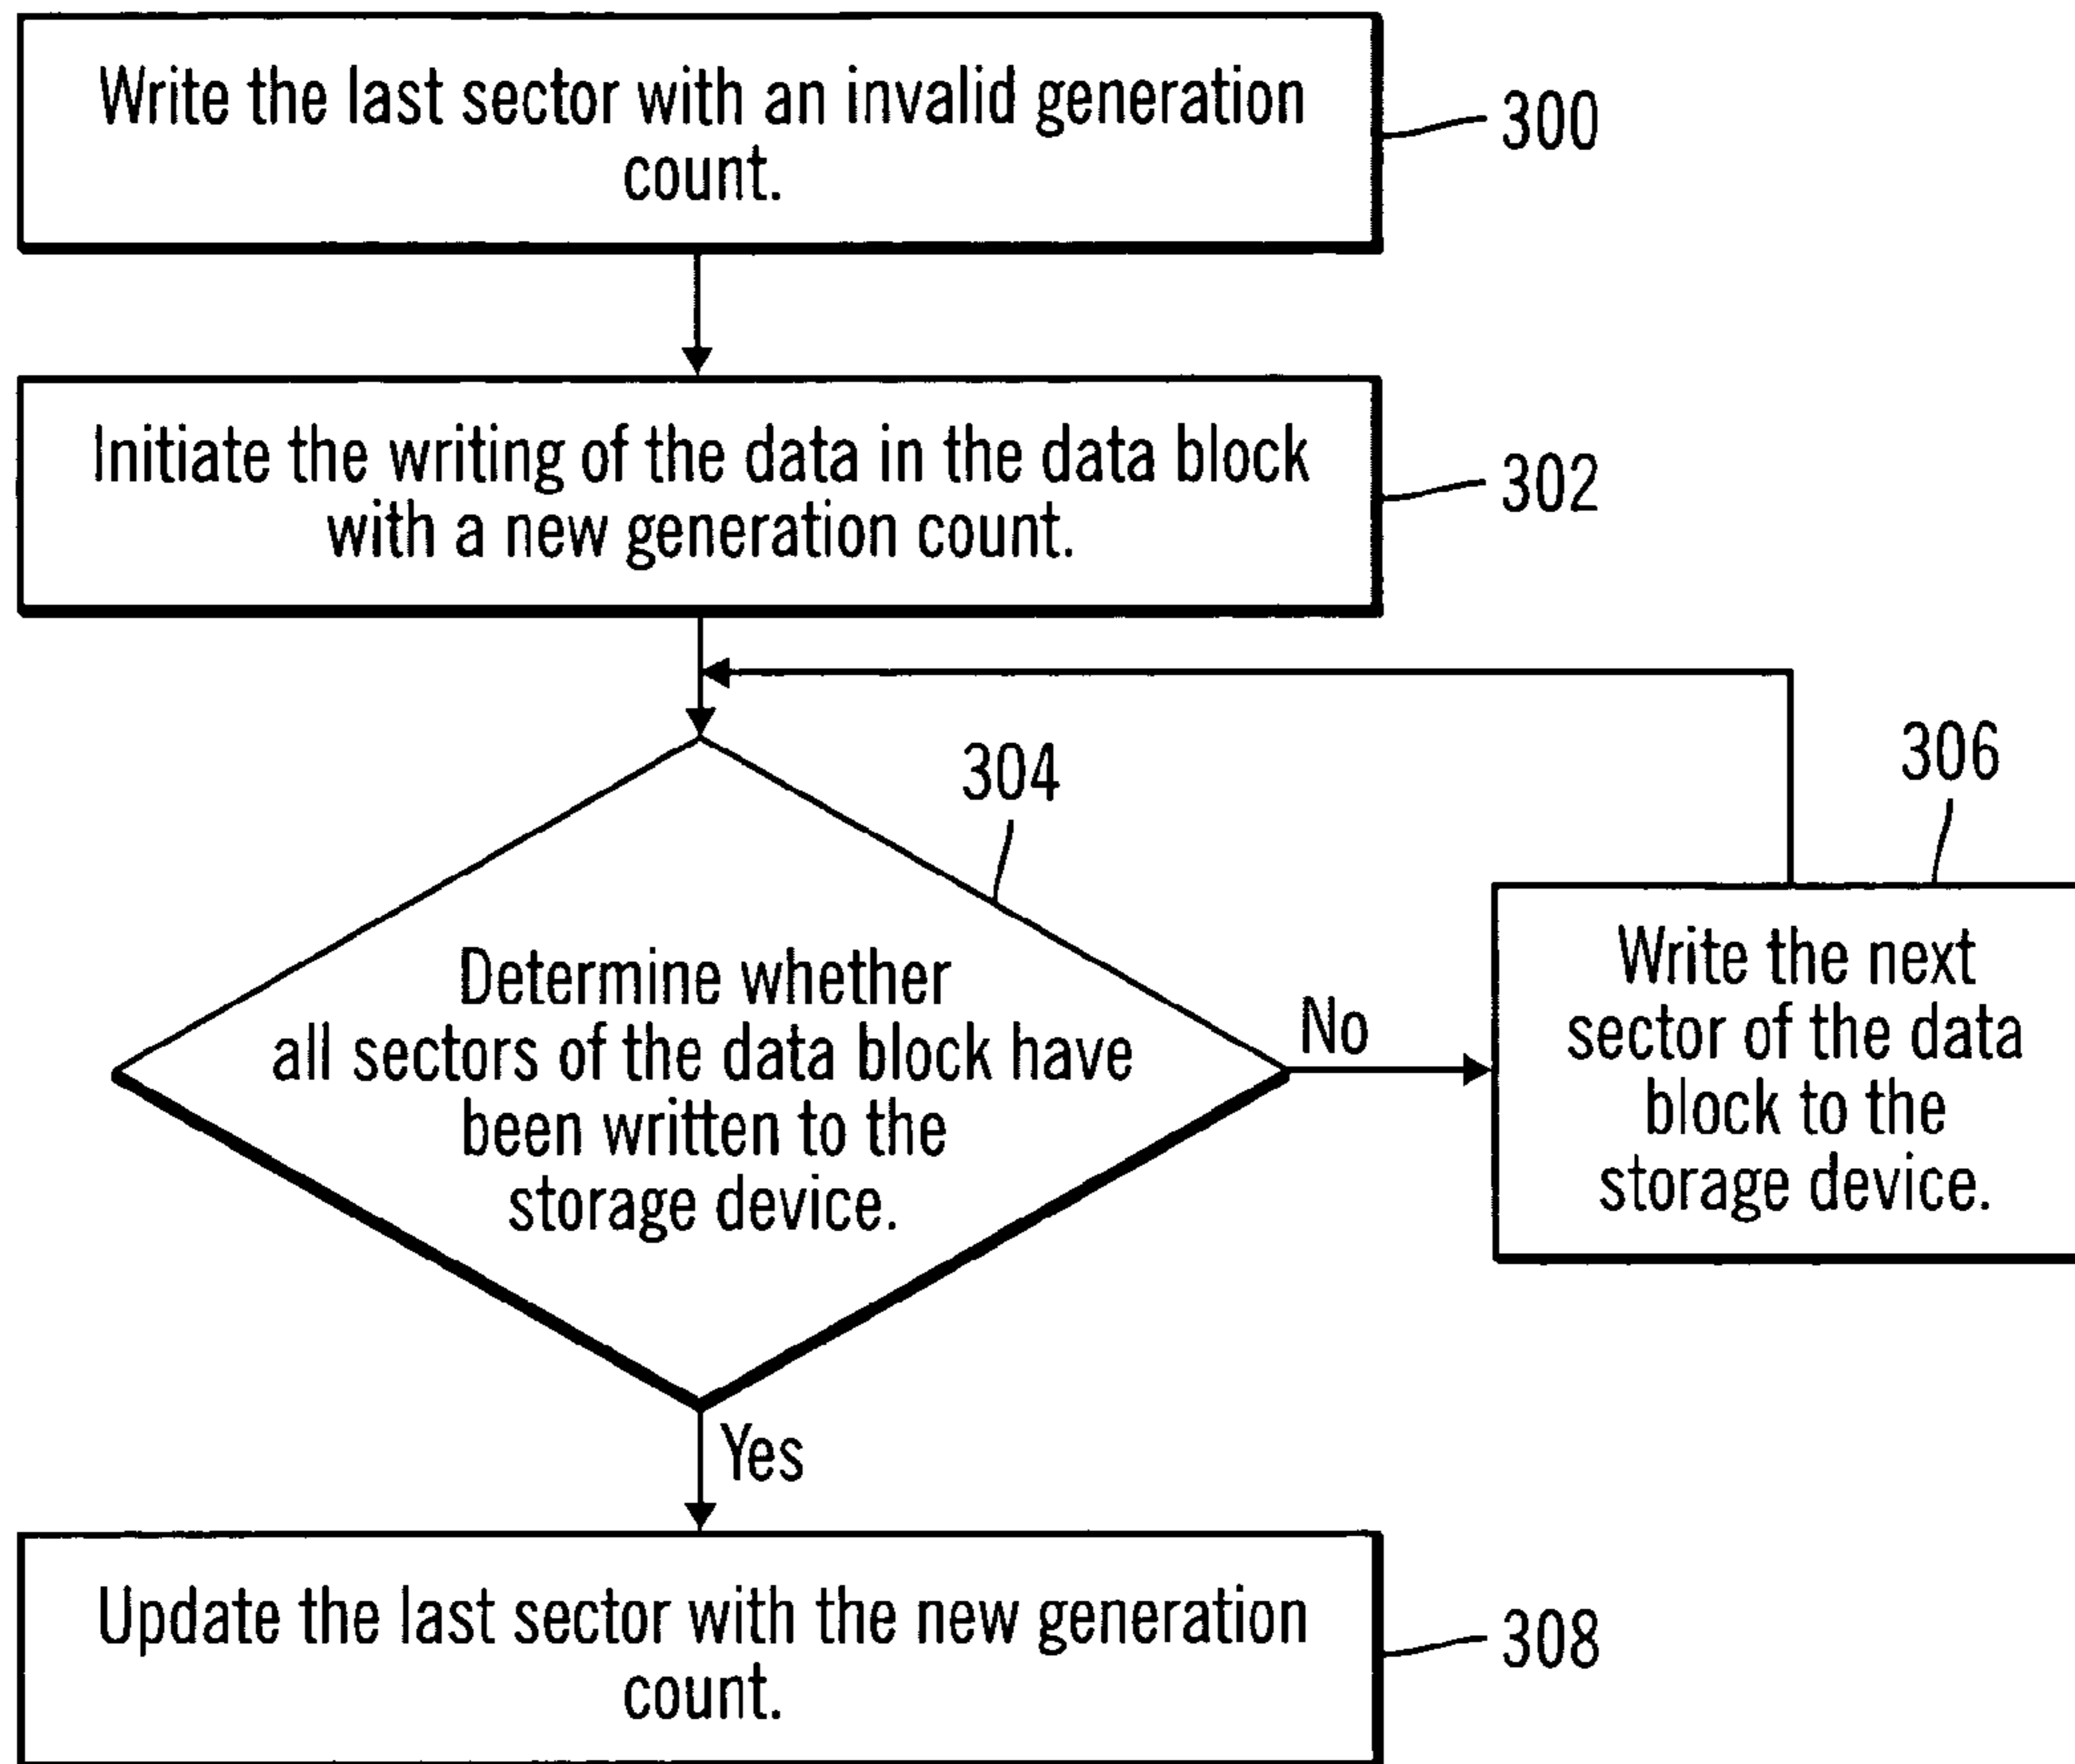 Write the last sector with an invalid generation
count.
300
Initiate the writing of the data in the data block
with a new generation count.
302
304
306
Determine whether
all sectors of the data block have
been written to the
storage device.
No
Write the next
sector of the data
block to the
storage device.
Yes
Update the last sector with the new generation
count.
308